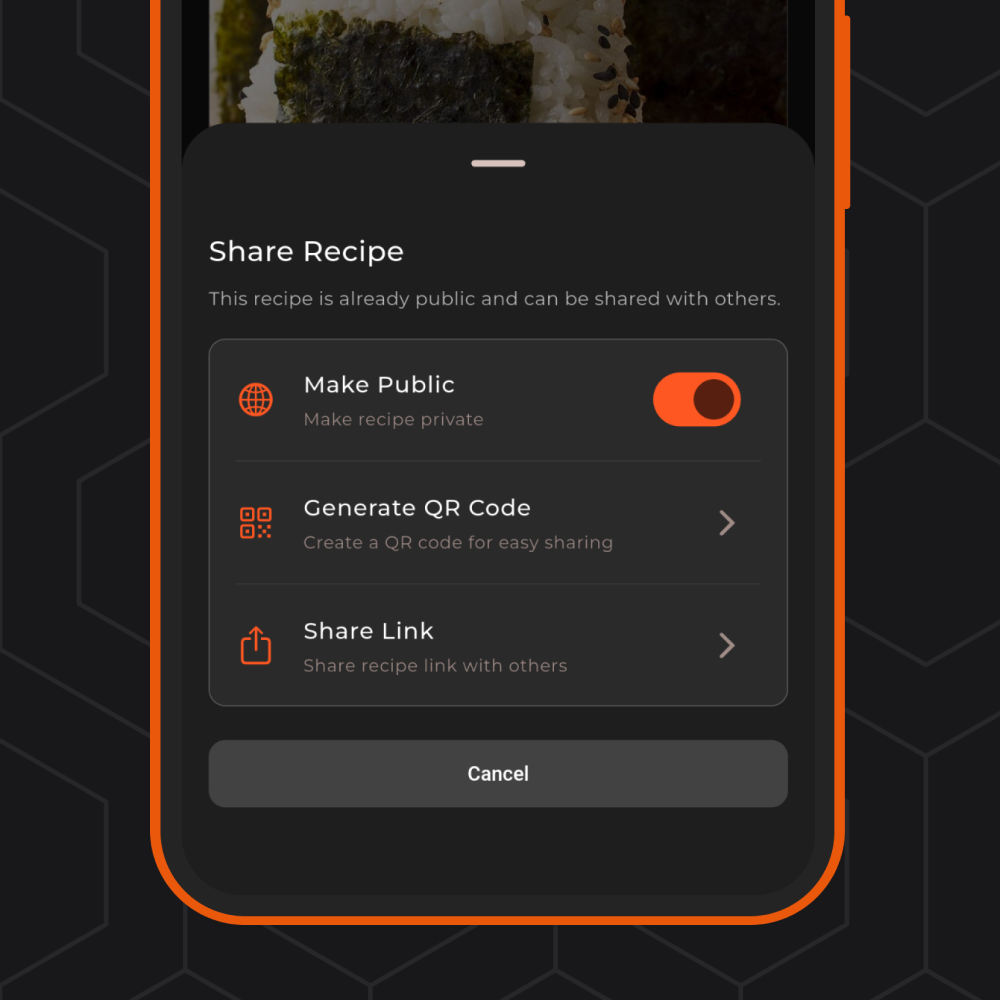 Share Recipe
This recipe is already public and can be shared with others.
Make Public
Make recipe private
Generate QR Code
Create a QR code for easy sharing
Share Link
Share recipe link with others
Cancel